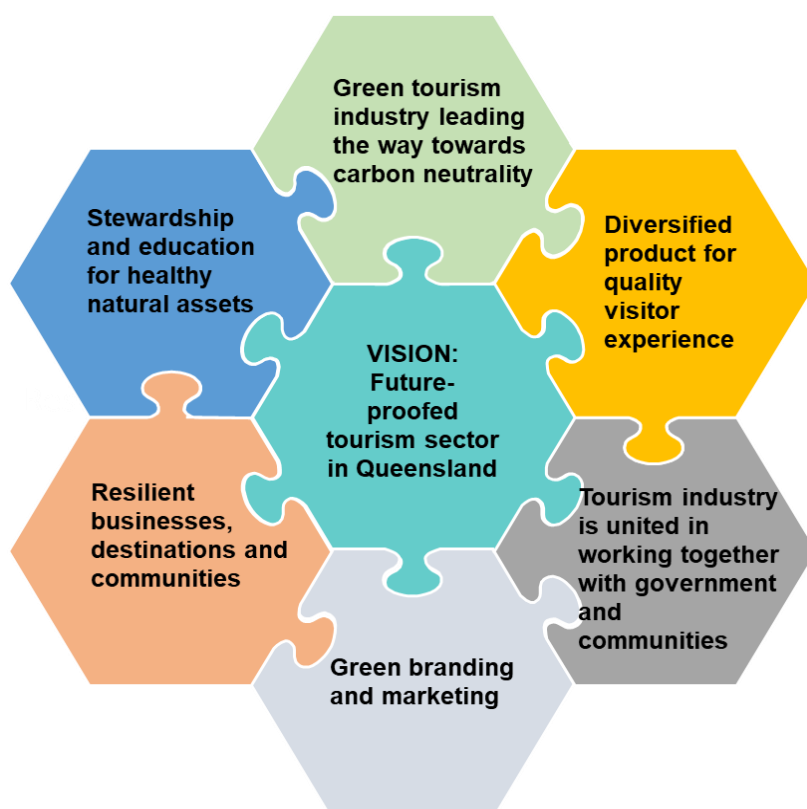 Green tourism
industry leading
the way towards
carbon neutrality
Stewardship
and education
for healthy
natural assets
Diversified
product for
quality
visitor
experience
VISION:
Future-
proofed
tourism sector
in Queensland
Resilient
businesses,
destinations and
communities
Tourism industry
is united in
working together
with government
and
communities
Green branding
and marketing